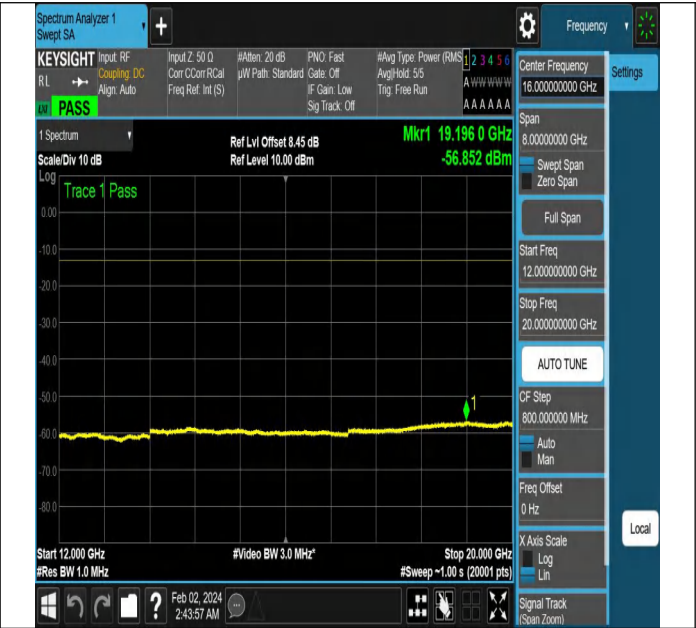 Spectrum Analyzer 1
Swept SA
+
Frequency
KEYSIGHT
RL
PASS
Input: RF
Coupling: DC
Align: Auto
Input Z: 50 Ω
Corr CCorr RCal
Freq Ref: Int (S)
#Atten: 20 dB
µW Path: Standard
PNO: Fast
Gate: Off
IF Gain: Low
Sig Track: Off
#Avg Type: Power (RMS
Avg|Hold: 5/5
Trig: Free Run
1 2 3 4 5 6
A W W W W W
A A A A A A
1 Spectrum
Scale/Div 10 dB
Ref Lvl Offset 8.45 dB
Ref Level 10.00 dBm
Mkr1 19.196 0 GHz
-56.852 dBm
Log
Trace 1 Pass
0.00
-10.0
-20.0
-30.0
-40.0
-50.0
-60.0
-70.0
-80.0
1
Start 12.000 GHz
#Res BW 1.0 MHz
#Video BW 3.0 MHz*
Stop 20.000 GHz
#Sweep ~1.00 s (20001 pts)
Feb 02, 2024
2:43:57 AM
?
Center Frequency
16.000000000 GHz
Settings
Span
8.00000000 GHz
Swept Span
Zero Span
Full Span
Start Freq
12.000000000 GHz
Stop Freq
20.000000000 GHz
AUTO TUNE
CF Step
800.000000 MHz
Auto
Man
Freq Offset
0 Hz
X Axis Scale
Log
Lin
Local
Signal Track
(Span Zoom)